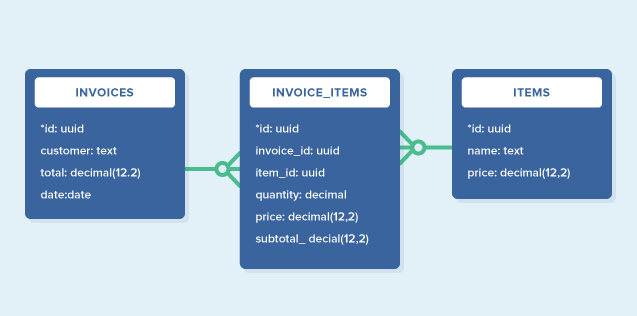 INVOICES
*id: uuid
customer: text
total: decimal(12.2)
date:date
INVOICE_ITEMS
*id: uuid
invoice_id: uuid
item_id: uuid
quantity: decimal
price: decimal(12,2)
subtotal_ decial(12,2)
ITEMS
*id: uuid
name: text
price: decimal(12,2)